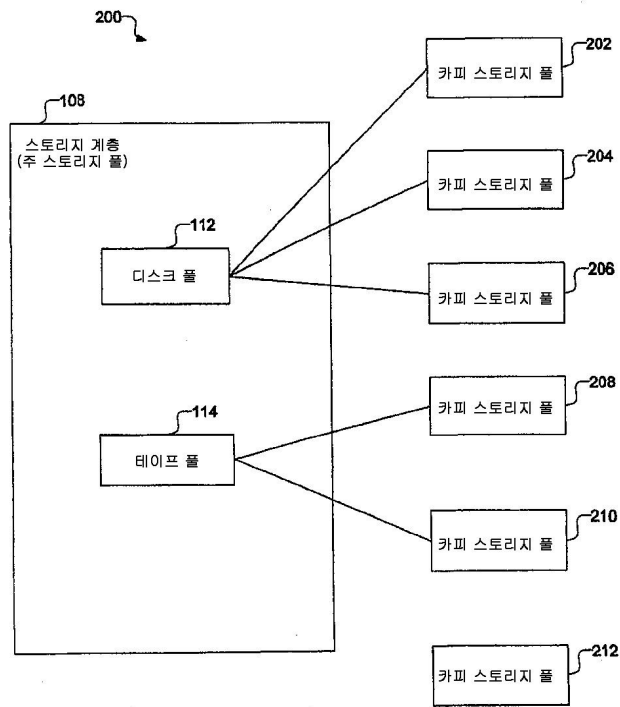 200
108
스토리지 계층
(주 스토리지 풀)
112
디스크 풀
114
테이프 풀
202
카피 스토리지 풀
204
카피 스토리지 풀
206
카피 스토리지 풀
208
카피 스토리지 풀
210
카피 스토리지 풀
212
카피 스토리지 풀